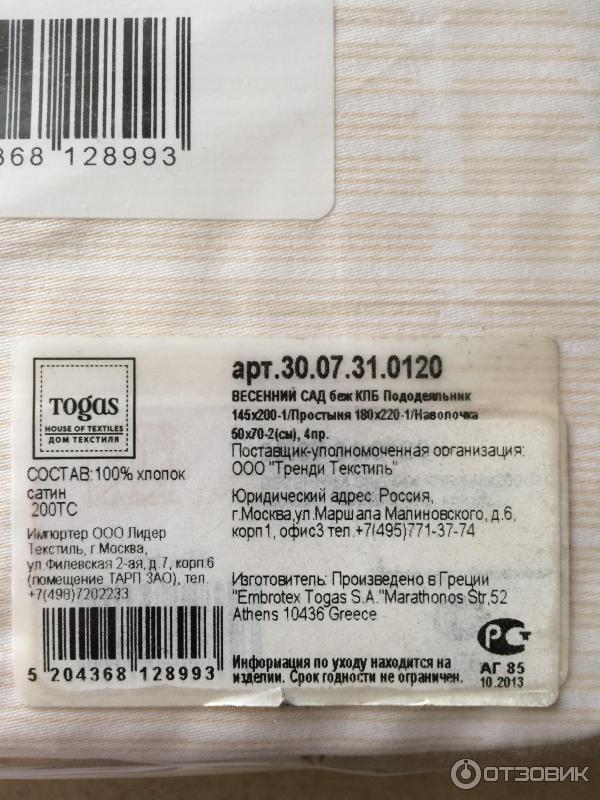 368 128993
арт.30.07.31.0120
ВЕСЕННИЙ САД беж КПБ Пододеяльник
145х200-1/Простыня 180х220-1/Наволочка
50х70-2(см), 4пр.
Поставщик-уполномоченная организация:
ООО "Тренди Текстиль"
Юридический адрес: Россия,
г.Москва,ул.Маршала Малиновского, д.6,
корп1, офис3 тел.+7(495)771-37-74
Изготовитель: Произведено в Греции
"Embrotex Togas S.A."Marathonos Str,52
Athens 10436 Greece
Информация по уходу находится на
изделии. Срок годности не ограничен.
TOGAS
HOUSE OF TEXTILES
ДОМ ТЕКСТИЛЯ
СОСТАВ:100% хлопок
сатин
200TC
Импортер ООО Лидер
Текстиль, г.Москва,
ул.Филевская 2-ая, д.7, корп.6
(помещение ТАРП ЗАО), тел.
+7(498)7202233
5 204368 128993
РСТ
АГ 85
10.2013
ОТЗОВИК